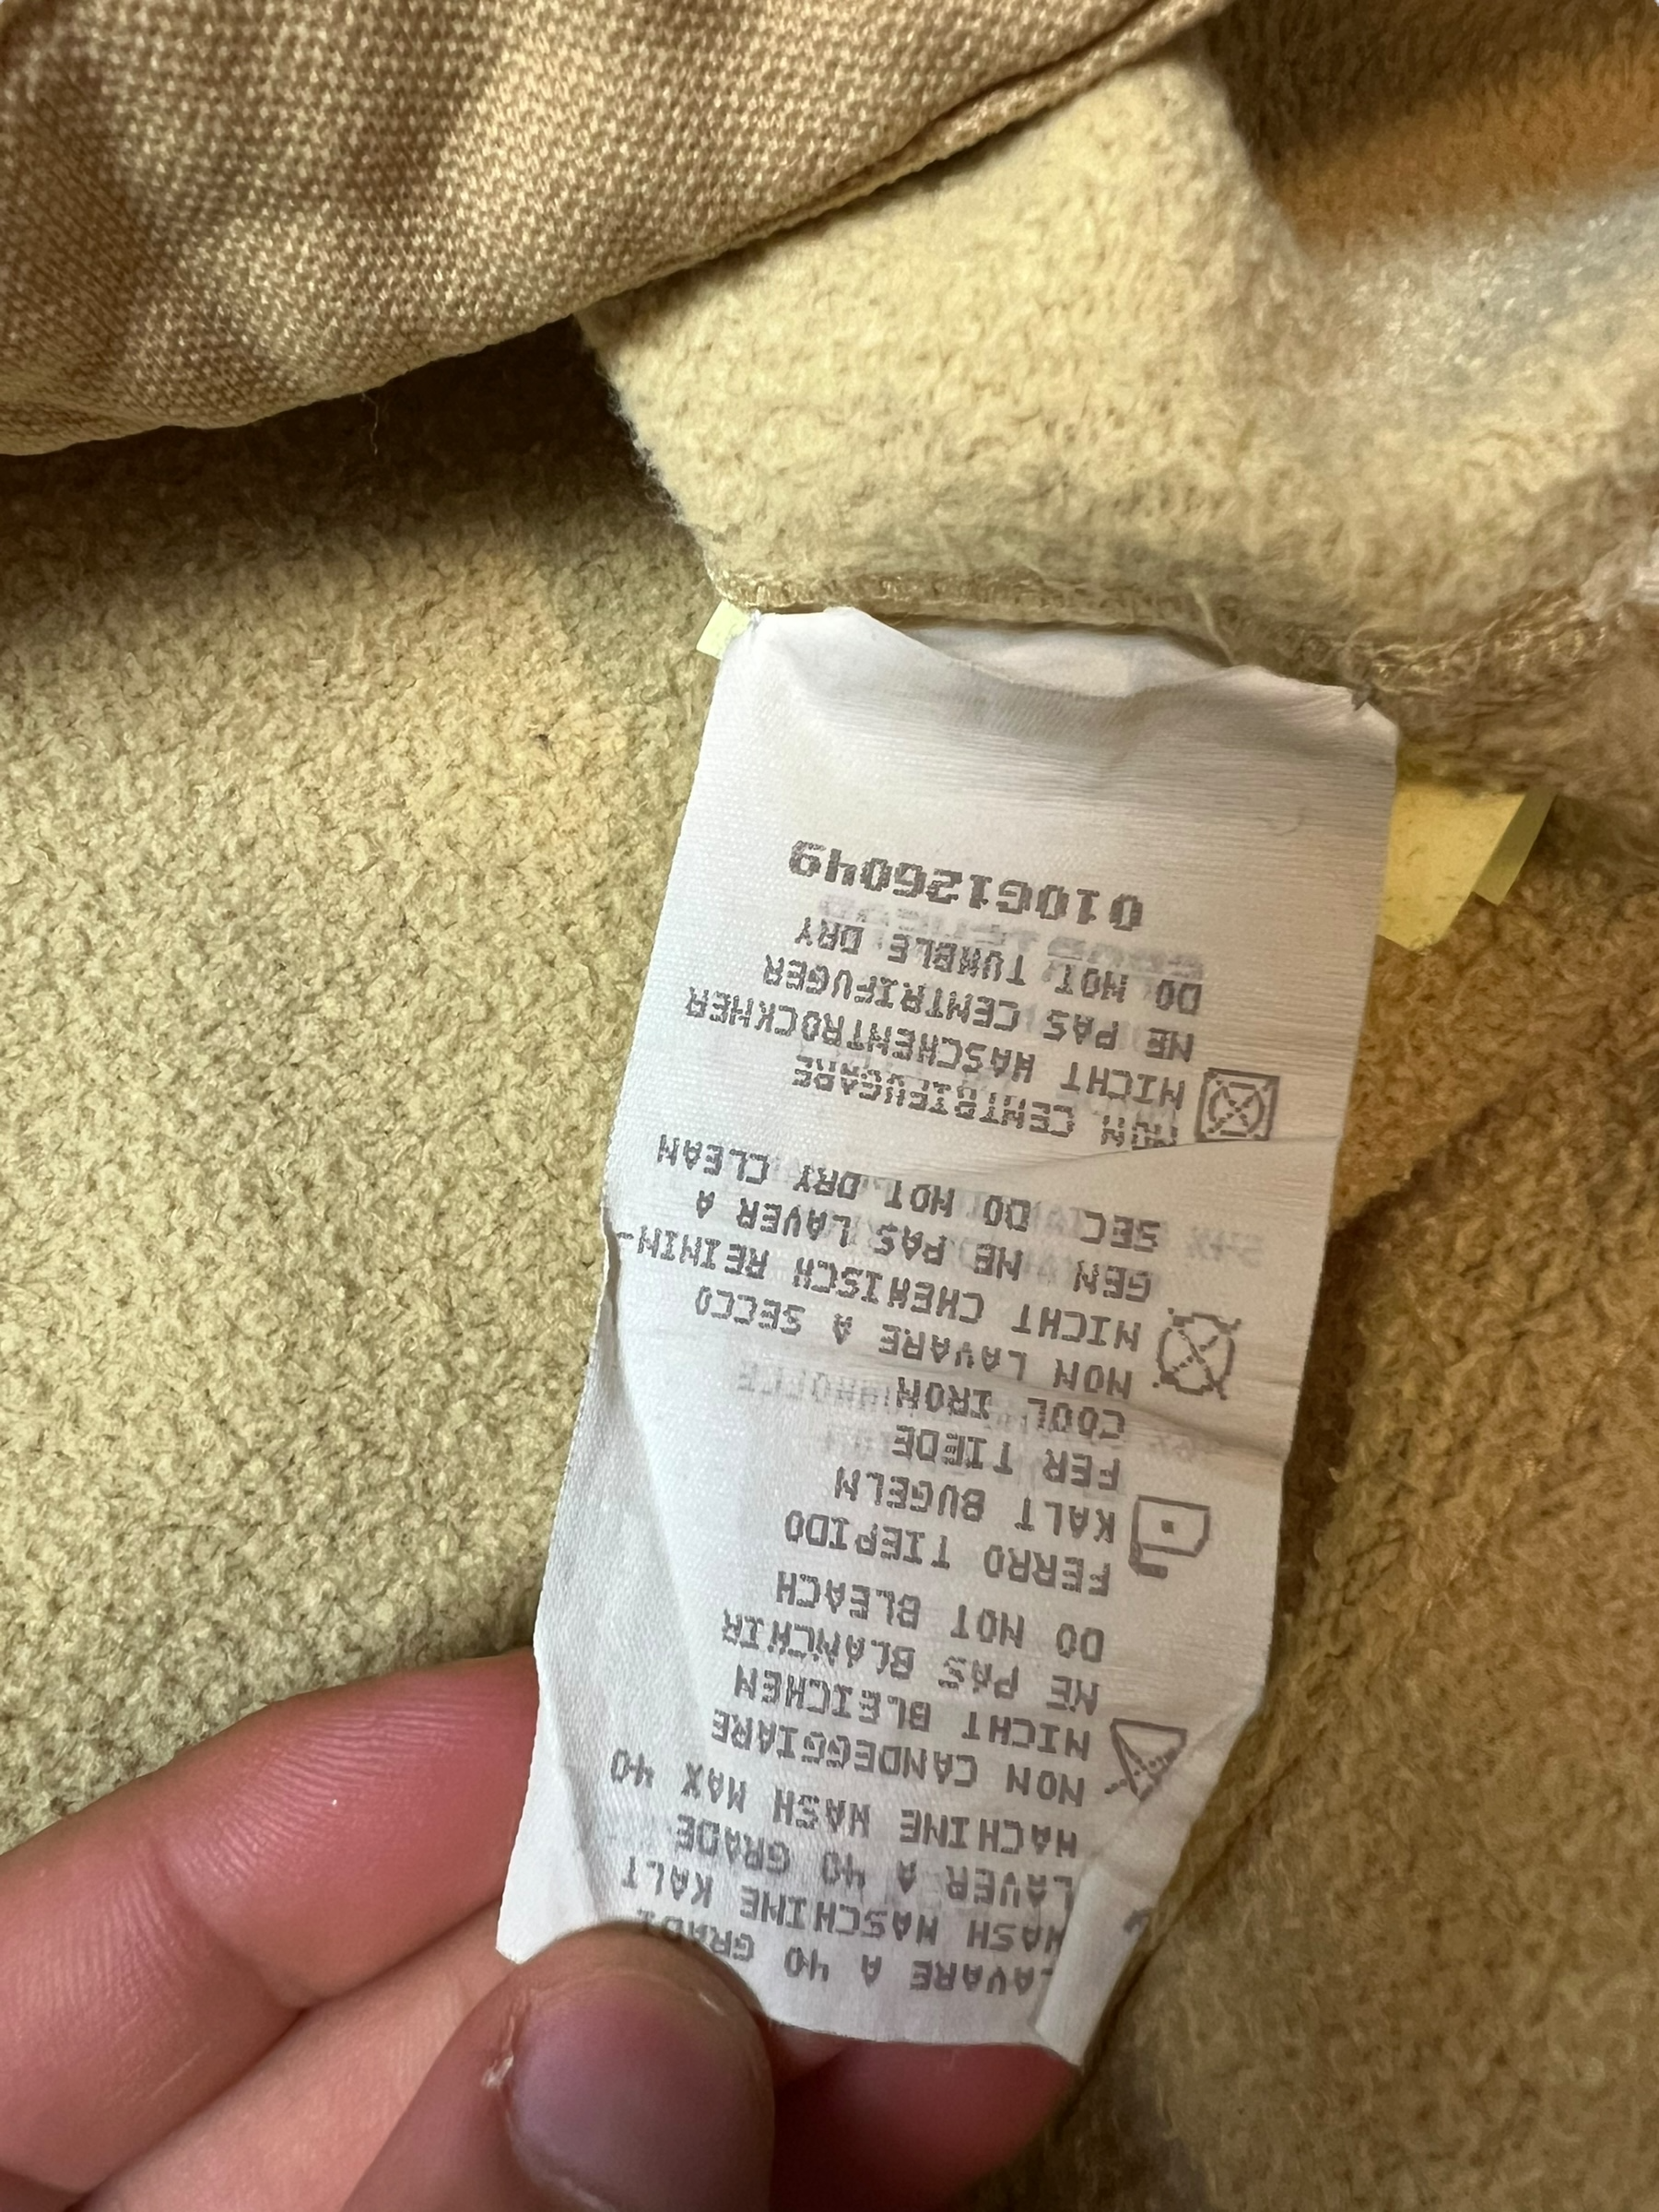 LAVARE A 40 GRADI
WASH MASCHINE KALT
LAVER A 40 GRADE
MACHINE WASH MAX 40
NON CANDEGGIARE
NICHT BLEICHEN
NE PAS BLANCHIR
DO NOT BLEACH
FERRO TIEPIDO
KALT BUGELN
FER TIEDE
COOL IRON
NON LAVARE A SECCO
NICHT CHEMISCH REININ-
GEN NE PAS LAVER A
SEC DO NOT DRY CLEAN
NON CENTRIFUGARE
NICHT WASCHENTROCKNER
NE PAS CENTRIFUGER
DO NOT TUMBLE DRY
010G126049